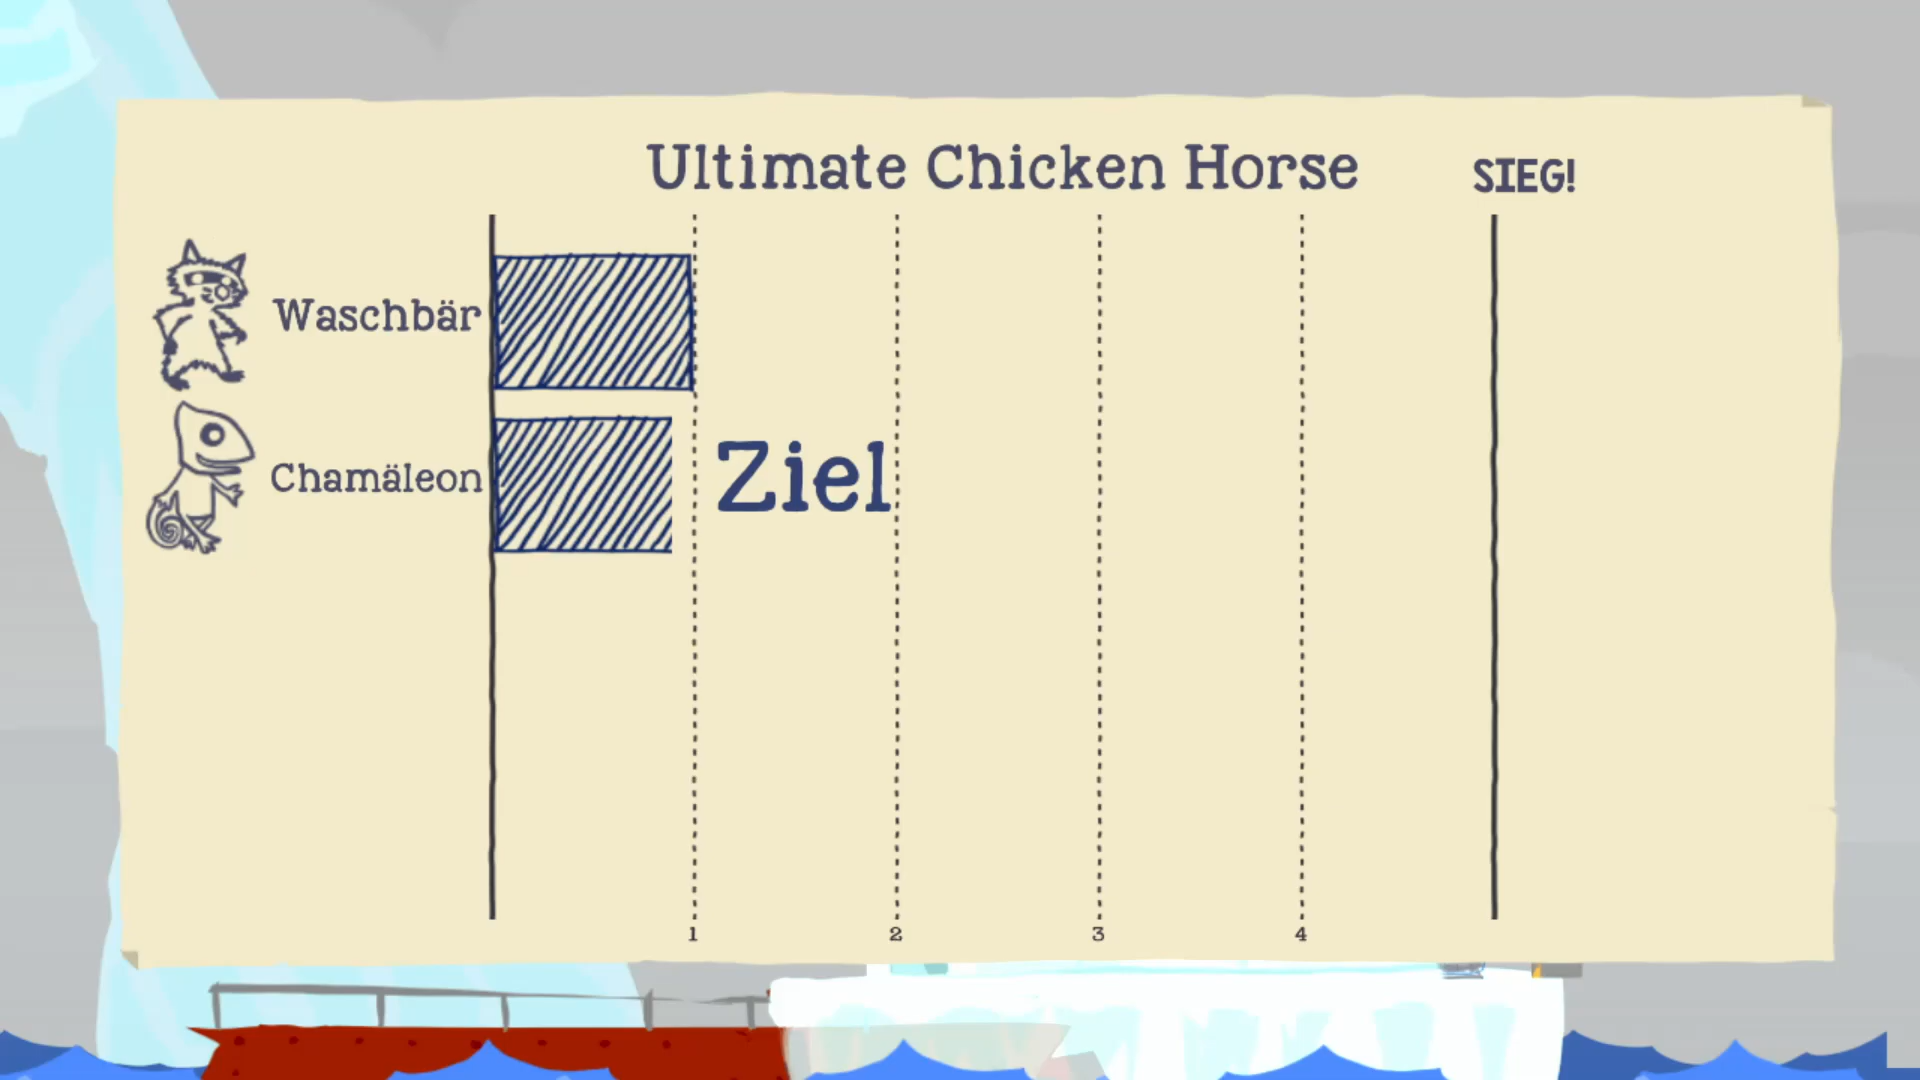 Ultimate Chicken Horse
SIEG!
Waschbär
Chamäleon
Ziel
1 2 3 4